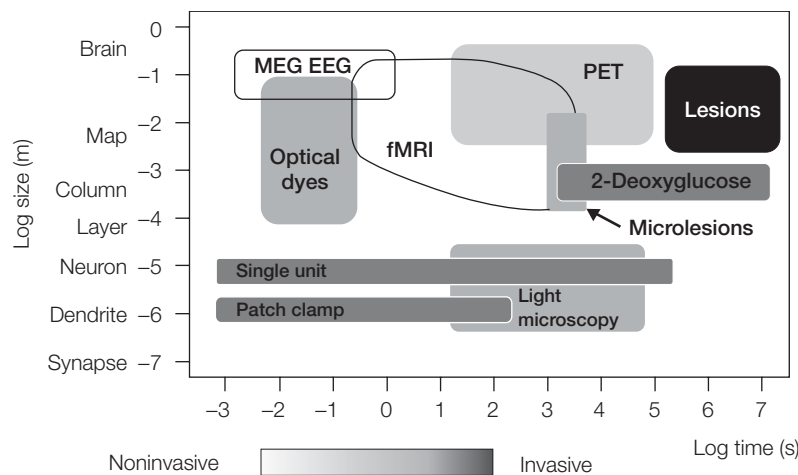 Log size (m)
0
Brain
−1
Map
−2
−3
Column
Layer
−4
Neuron
−5
Dendrite
−6
Synapse
−7
MEG EEG
PET
Lesions
Optical
dyes
fMRI
2-Deoxyglucose
Microlesions
Single unit
Patch clamp
Light
microscopy
−3 −2 −1 0 1 2 3 4 5 6 7
Log time (s)
Noninvasive
Invasive